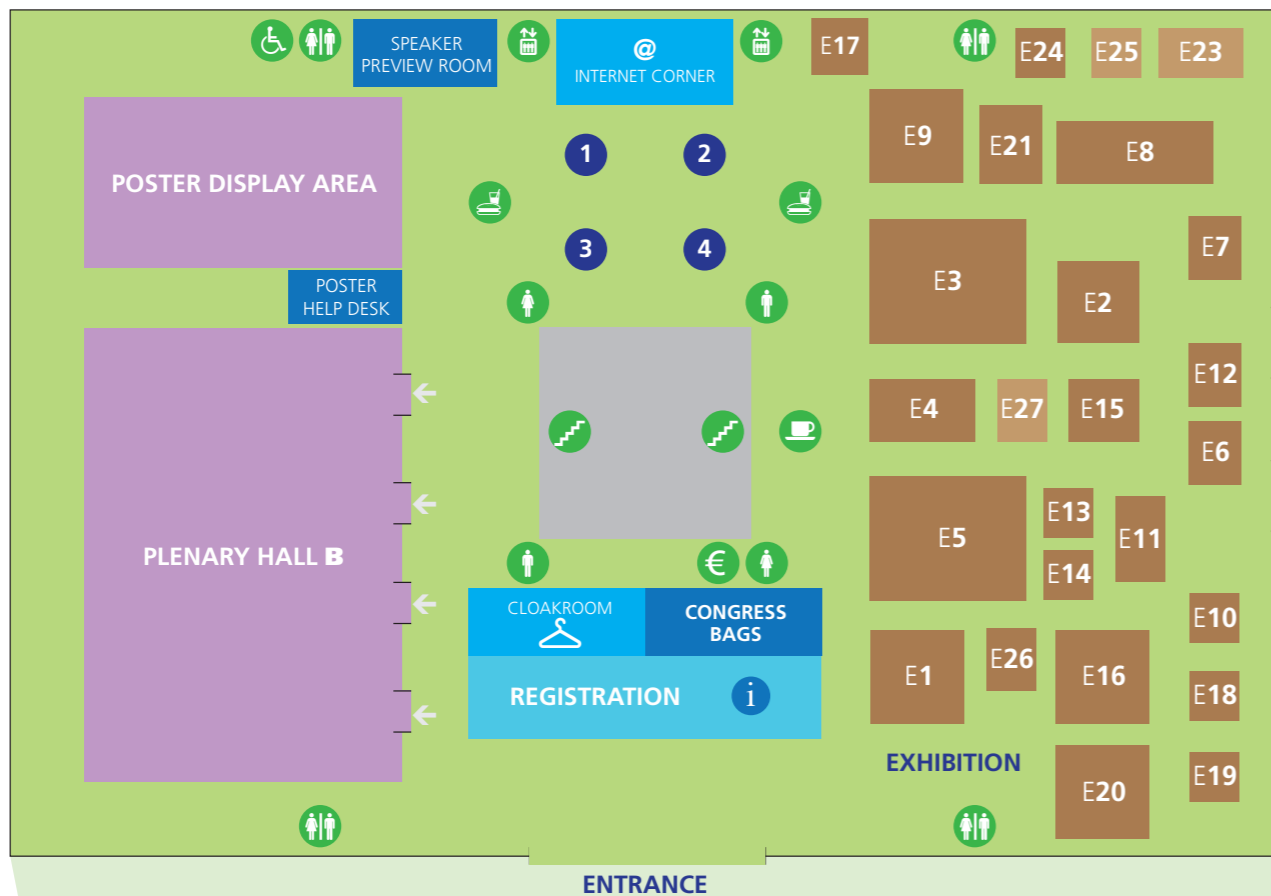 SPEAKER
PREVIEW ROOM
@
INTERNET CORNER
E17
E24
E25
E23
E9
E21
E8
1
2
POSTER DISPLAY AREA
3
4
E7
E3
E2
POSTER
HELP DESK
E12
E4
E27
E15
E6
E13
E5
E11
E14
PLENARY HALL B
€
CLOAKROOM
CONGRESS
BAGS
E10
E1
E26
E16
REGISTRATION
i
E18
EXHIBITION
E19
E20
ENTRANCE